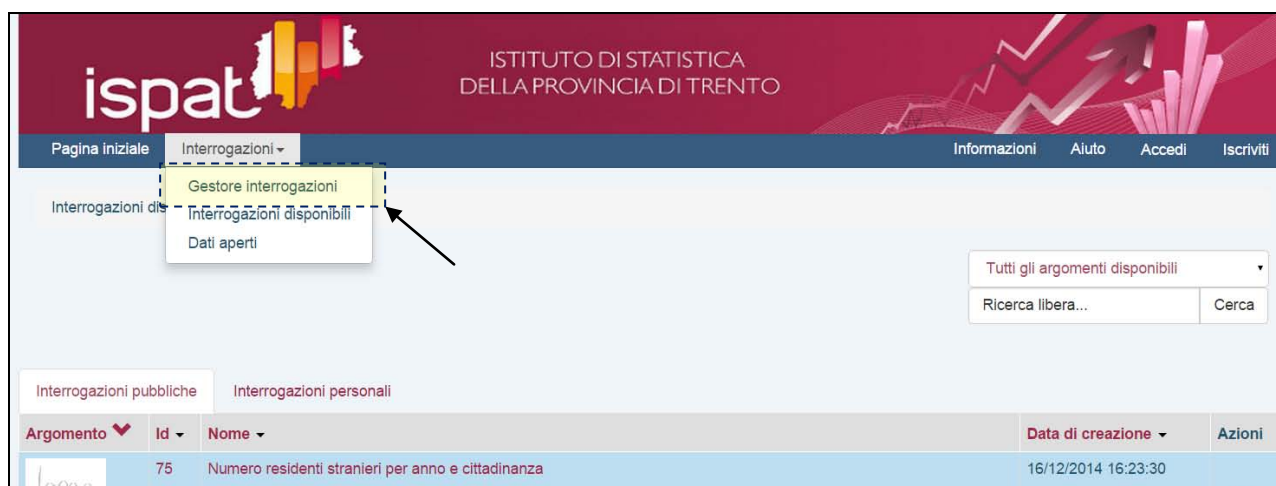 ispat
ISTITUTO DI STATISTICA
DELLA PROVINCIA DI TRENTO
Pagina iniziale Interrogazioni Informazioni Aiuto Accedi Iscriviti
Gestore interrogazioni
Interrogazioni
Interrogazioni disponibili
Dati aperti
Tutti gli argomenti disponibili
Ricerca libera... Cerca
Interrogazioni pubbliche Interrogazioni personali
Argomento Id Nome Data di creazione Azioni
75 Numero residenti stranieri per anno e cittadinanza 16/12/2014 16:23:30